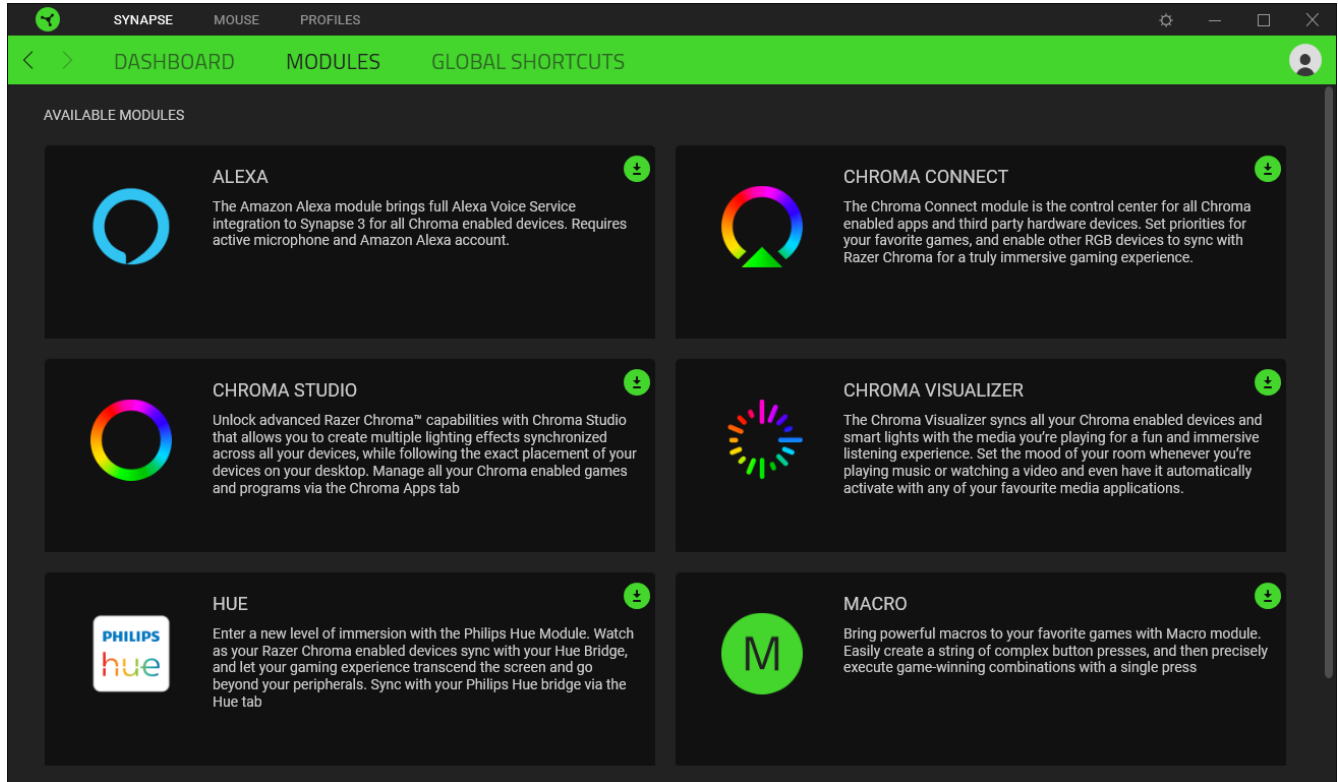 SYNAPSE MOUSE PROFILES
DASHBOARD MODULES GLOBAL SHORTCUTS
AVAILABLE MODULES
ALEXA
The Amazon Alexa module brings full Alexa Voice Service
integration to Synapse 3 for all Chroma enabled devices. Requires
active microphone and Amazon Alexa account.
CHROMA CONNECT
The Chroma Connect module is the control center for all Chroma
enabled apps and third party hardware devices. Set priorities for
your favorite games, and enable other RGB devices to sync with
Razer Chroma for a truly immersive gaming experience.
CHROMA STUDIO
Unlock advanced Razer Chroma™ capabilities with Chroma Studio
that allows you to create multiple lighting effects synchronized
across all your devices, while following the exact placement of your
devices on your desktop. Manage all your Chroma enabled games
and programs via the Chroma Apps tab
CHROMA VISUALIZER
The Chroma Visualizer syncs all your Chroma enabled devices and
smart lights with the media you’re playing for a fun and immersive
listening experience. Set the mood of your room whenever you’re
playing music or watching a video and even have it automatically
activate with any of your favourite media applications.
PHILIPS
hue
HUE
Enter a new level of immersion with the Philips Hue Module. Watch
as your Razer Chroma enabled devices sync with your Hue Bridge,
and let your gaming experience transcend the screen and go
beyond your peripherals. Sync with your Philips Hue bridge via the
Hue tab
M
MACRO
Bring powerful macros to your favorite games with Macro module.
Easily create a string of complex button presses, and then precisely
execute game-winning combinations with a single press